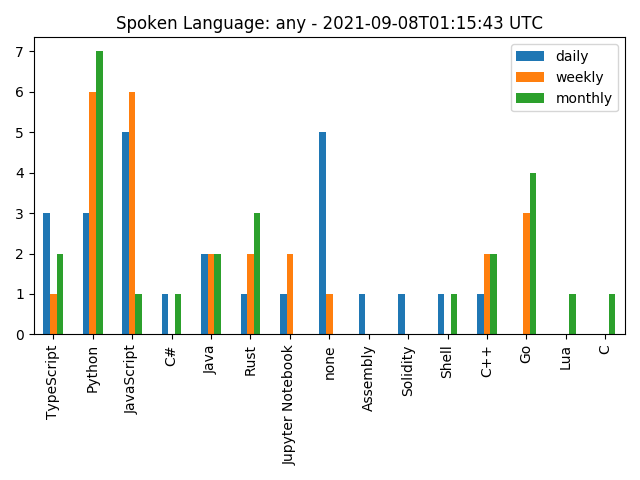 Spoken Language: any - 2021-09-08T01:15:43 UTC
daily
weekly
monthly
7
6
5
4
3
2
1
0
TypeScript
Python
JavaScript
C#
Java
Rust
Jupyter Notebook
none
Assembly
Solidity
Shell
C++
Go
Lua
C